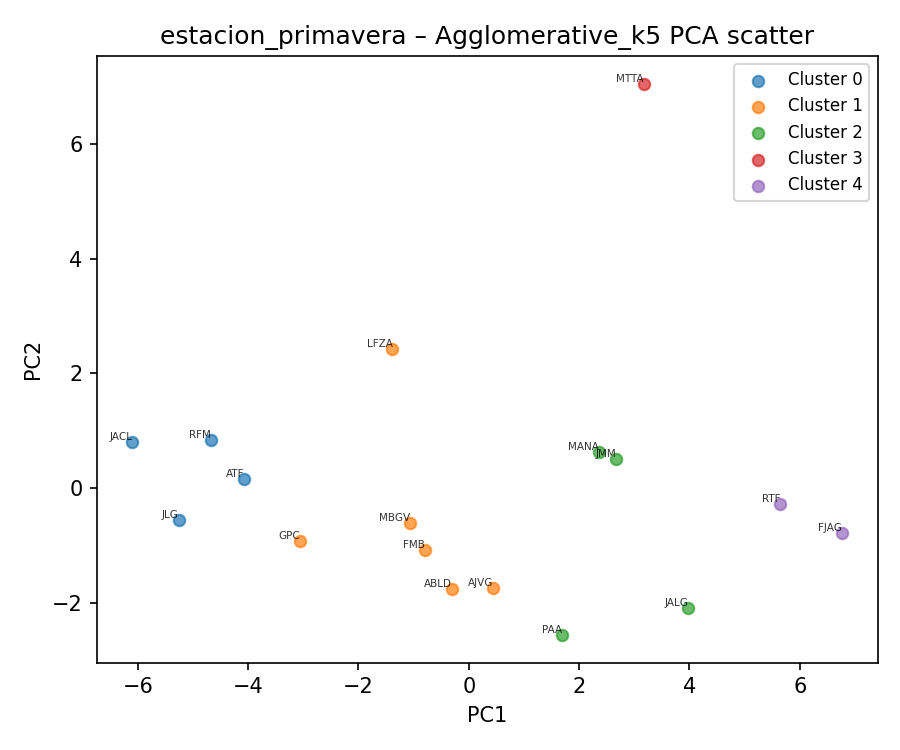 estacion_primavera – Agglomerative_k5 PCA scatter
MTTA
Cluster 0
Cluster 1
Cluster 2
Cluster 3
Cluster 4
6
4
2
0
−2
PC2
LFZA
JACL
RFM
ATF
JLG
GPC
MBGV
FMB
ABLD
AJVG
MANA
JMM
RTF
FJAG
JALG
PAA
−6
−4
−2
0
2
4
6
PC1